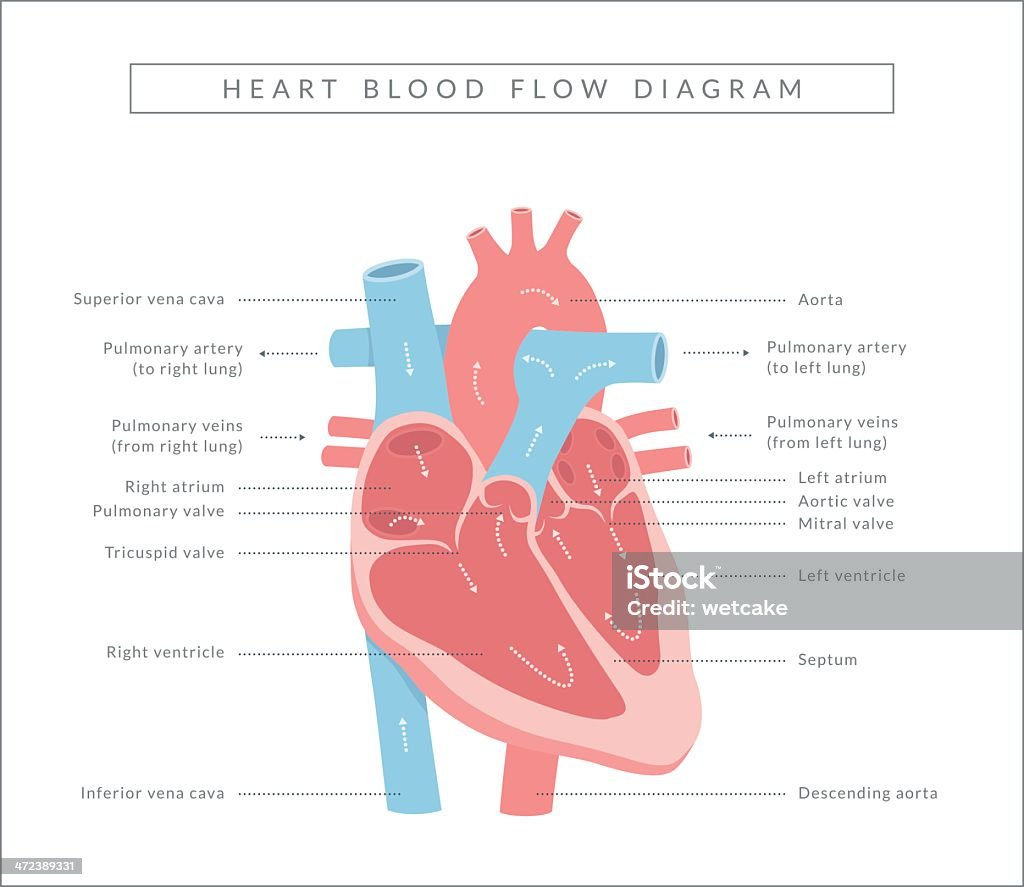 HEART BLOOD FLOW DIAGRAM
Superior vena cava
Pulmonary artery
(to right lung)
Pulmonary veins
(from right lung)
Right atrium
Pulmonary valve
Tricuspid valve
Right ventricle
Inferior vena cava
Aorta
Pulmonary artery
(to left lung)
Pulmonary veins
(from left lung)
Left atrium
Aortic valve
Mitral valve
Left ventricle
Septum
Descending aorta
iStock™
Credit: wetcake
472389331